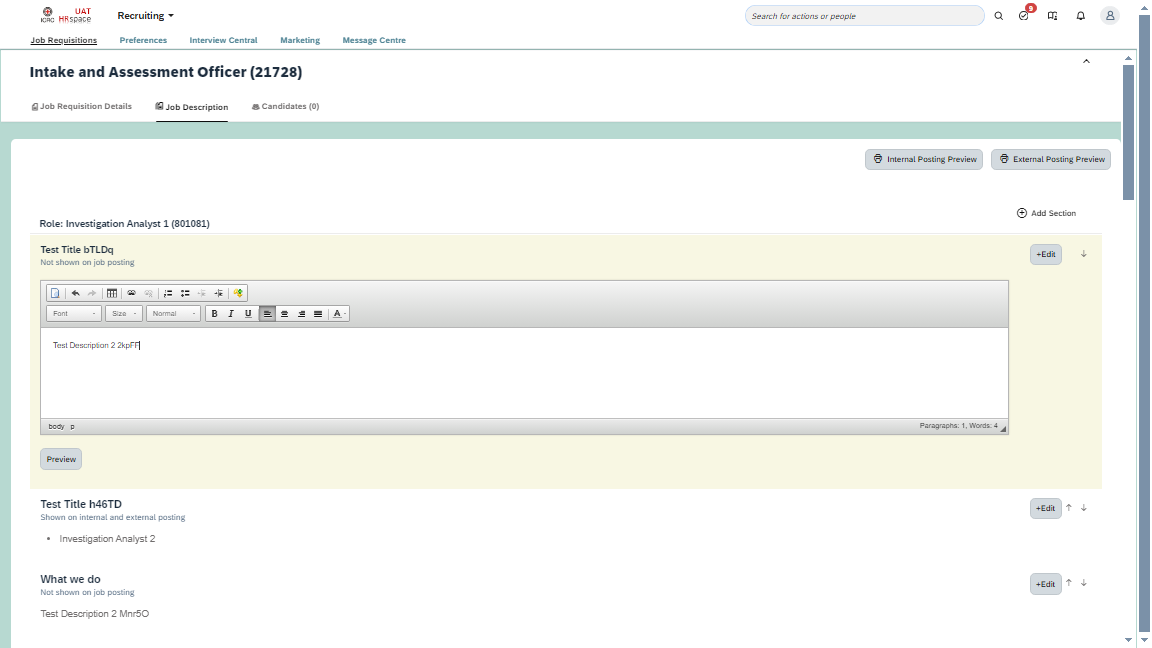 ICRC UAT HRspace
Recruiting
Search for actions or people
9
Job Requisitions Preferences Interview Central Marketing Message Centre
Intake and Assessment Officer (21728)
Job Requisition Details Job Description Candidates (0)
Internal Posting Preview External Posting Preview
Add Section
Role: Investigation Analyst 1 (801081)
Test Title bTLDq
+Edit
Not shown on job posting
Font Size Normal B I U A
Test Description 2 2kpFF
body p Paragraphs: 1, Words: 4
Preview
Test Title h46TD
+Edit
Shown on internal and external posting
• Investigation Analyst 2
What we do
+Edit
Not shown on job posting
Test Description 2 Mnr5O